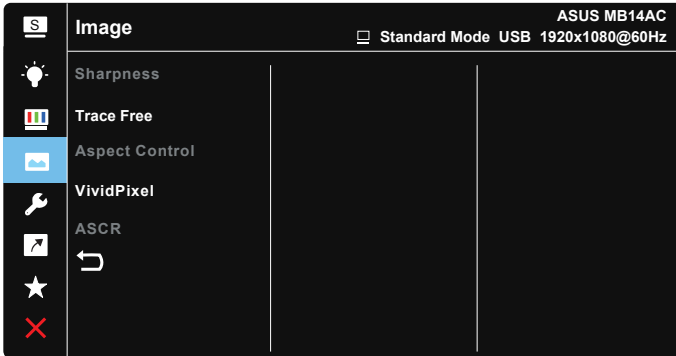 S
Image
ASUS MB14AC
Standard Mode USB 1920x1080@60Hz
Sharpness
Trace Free
Aspect Control
VividPixel
ASCR